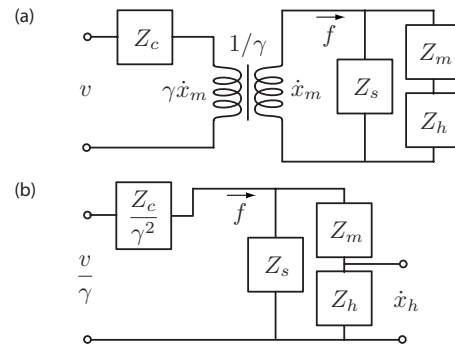 (a)
Z_c
1/γ
f
v
γẋ_m
ẋ_m
Z_s
Z_m
Z_h
(b)
Z_c
γ²
f
v
γ
Z_s
Z_m
Z_h
ẋ_h